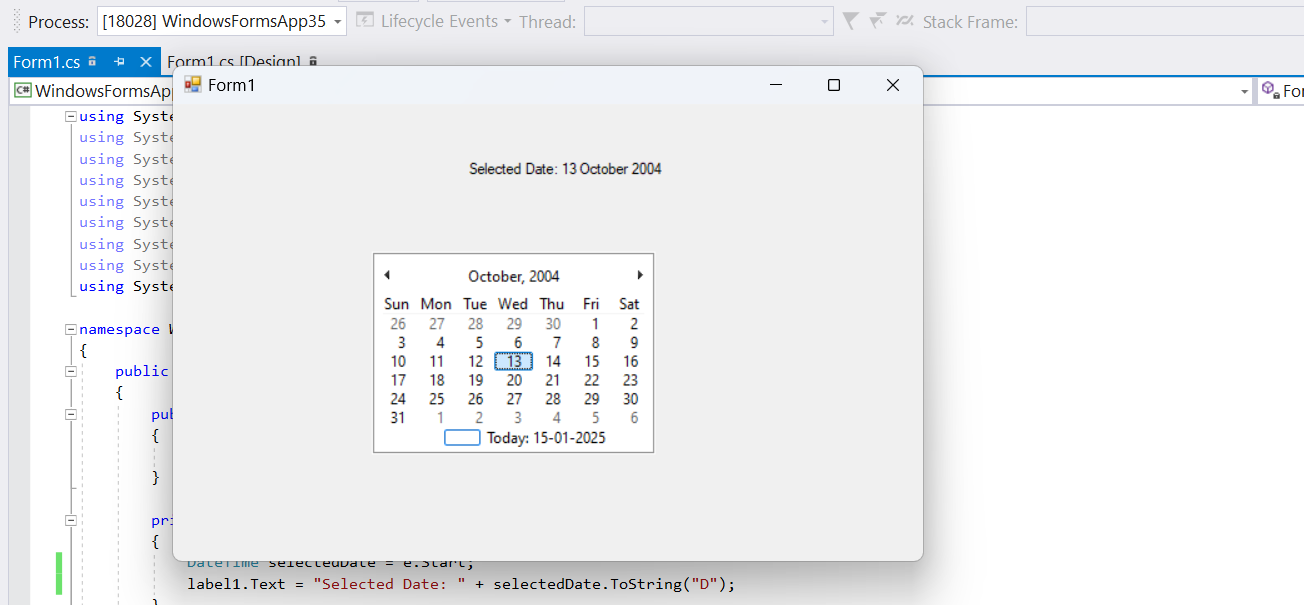 Process: [18028] WindowsFormsApp35 Lifecycle Events Thread: Stack Frame:
Form1.cs Form1.cs [Design]
C# WindowsFormsAp
Form1
using Syste
using Syste
using Syste
using Syste
using Syste
using Syste
using Syste
using Syste
using Syste
namespace W
{
public
{
pub
{
}
pri
{
Selected Date: 13 October 2004
October, 2004
Sun Mon Tue Wed Thu Fri Sat
26 27 28 29 30 1 2
3 4 5 6 7 8 9
10 11 12 13 14 15 16
17 18 19 20 21 22 23
24 25 26 27 28 29 30
31 1 2 3 4 5 6
Today: 15-01-2025
DateTime selectedDate = e.Start;
label1.Text = "Selected Date: " + selectedDate.ToString("D");
}